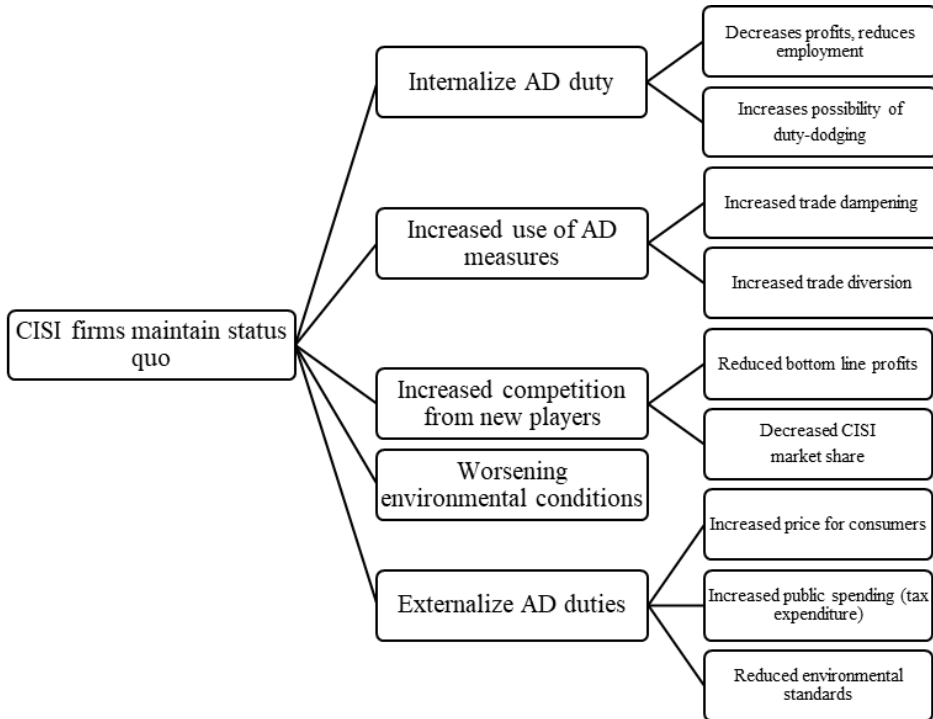 CISI firms maintain status
quo
Internalize AD duty
Decreases profits, reduces
employment
Increases possibility of
duty-dodging
Increased use of AD
measures
Increased trade dampening
Increased trade diversion
Increased competition
from new players
Reduced bottom line profits
Decreased CISI
market share
Worsening
environmental conditions
Externalize AD duties
Increased price for consumers
Increased public spending (tax
expenditure)
Reduced environmental
standards